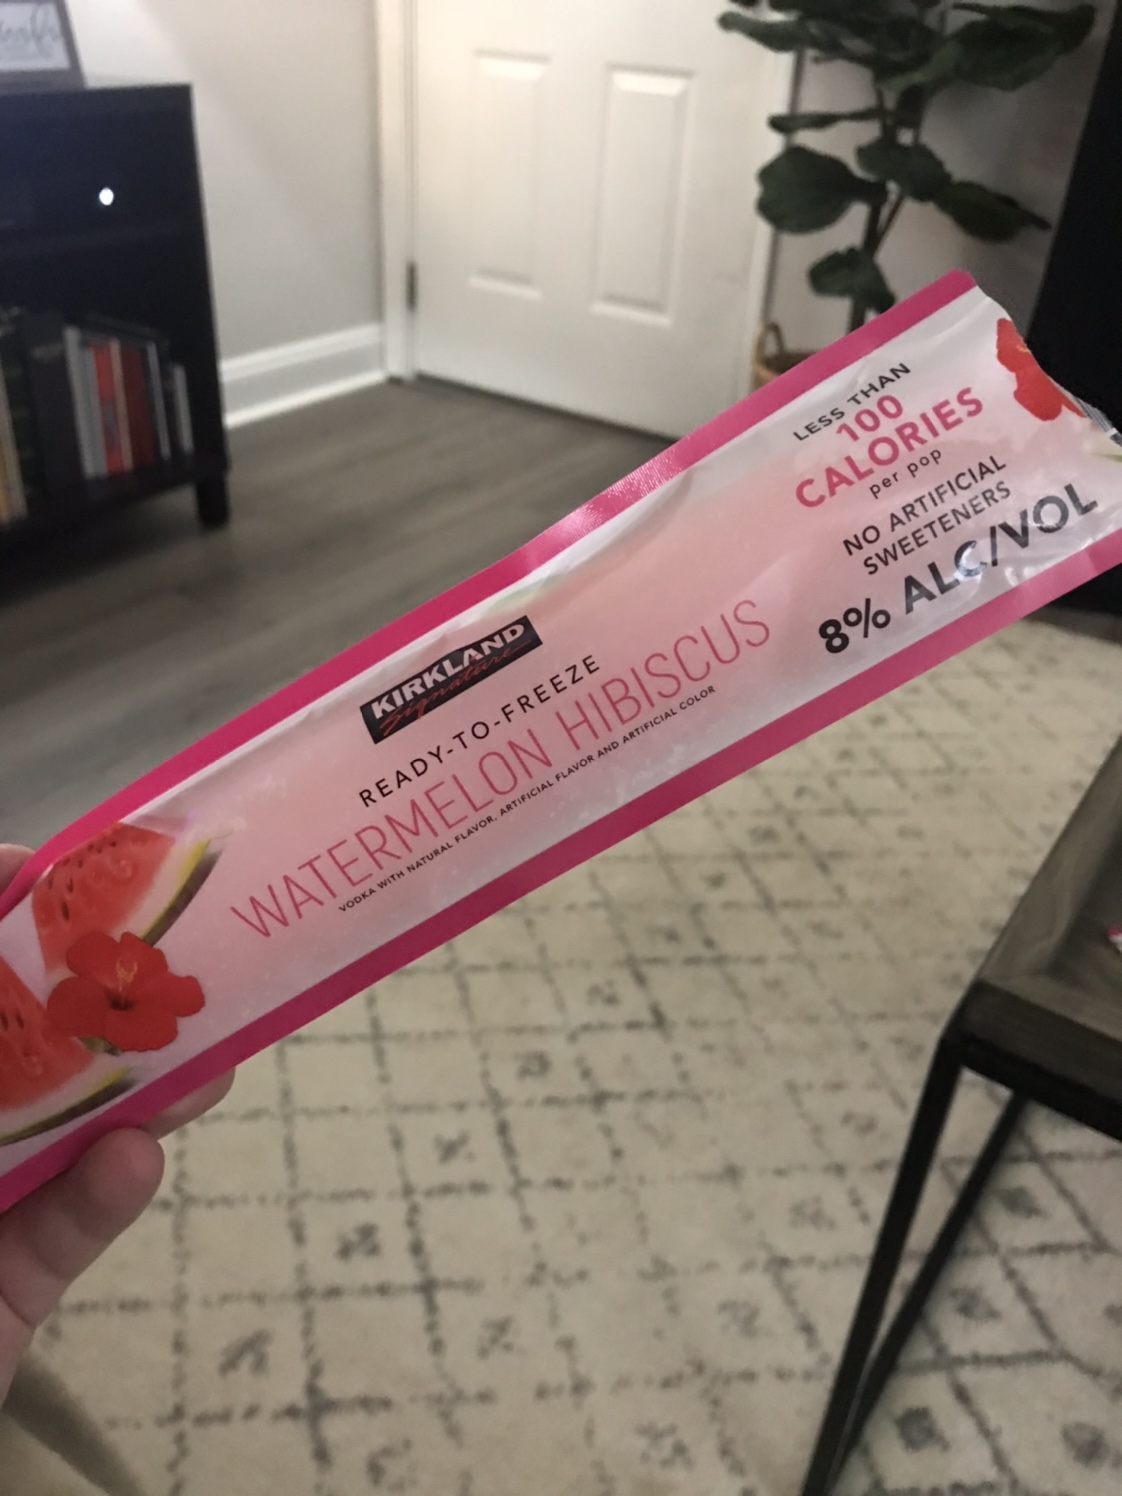 LESS THAN
100
CALORIES
per pop
NO ARTIFICIAL
SWEETENERS
8% ALC/VOL
KIRKLAND
Signature
READY-TO-FREEZE
WATERMELON HIBISCUS
VODKA WITH NATURAL FLAVOR, ARTIFICIAL FLAVOR AND ARTIFICIAL COLOR